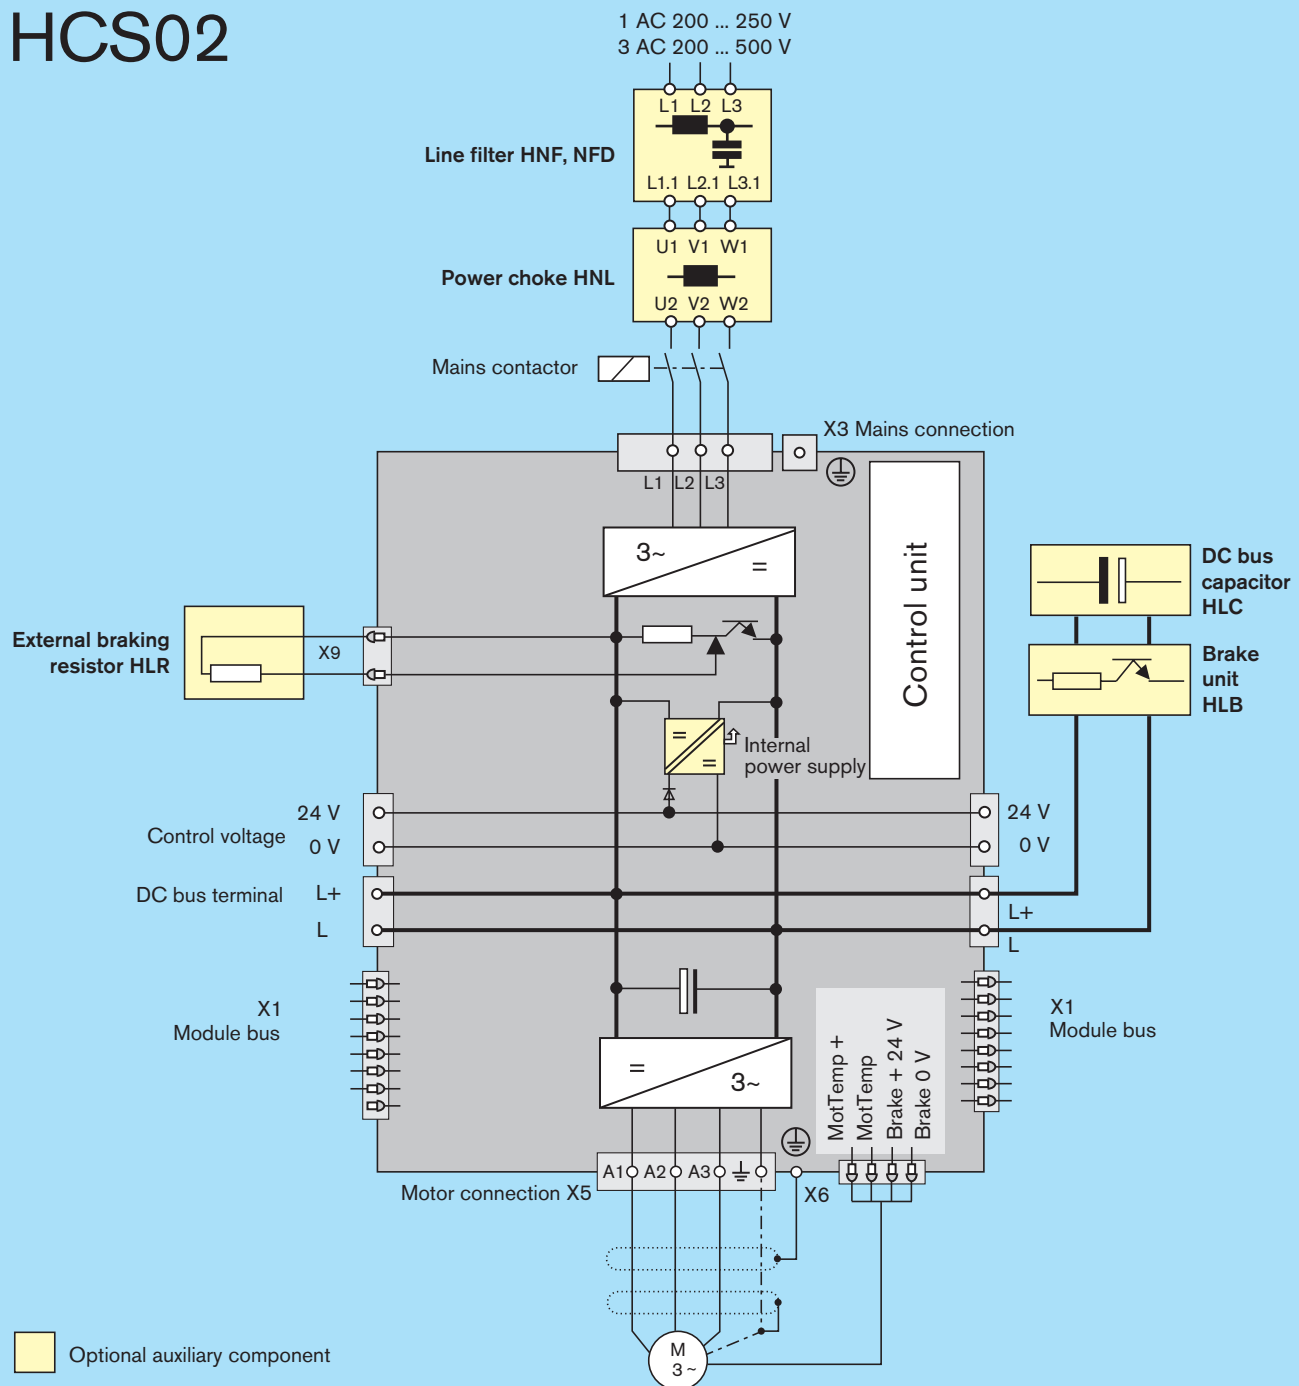 HCS02
1 AC 200 ... 250 V
3 AC 200 ... 500 V
L1 L2 L3
Line filter HNF, NFD
L1.1 L2.1 L3.1
U1 V1 W1
Power choke HNL
U2 V2 W2
Mains contactor
X3 Mains connection
L1 L2 L3
3~
=
Control unit
DC bus
capacitor
HLC
External braking
resistor HLR
X9
Brake
unit
HLB
=
=
Internal
power supply
24 V
Control voltage
0 V
24 V
0 V
DC bus terminal
L+
L
L+
L
X1
Module bus
X1
Module bus
=
3~
MotTemp +
MotTemp
Brake + 24 V
Brake 0 V
A1 A2 A3
Motor connection X5
X6
M
3 ~
Optional auxiliary component